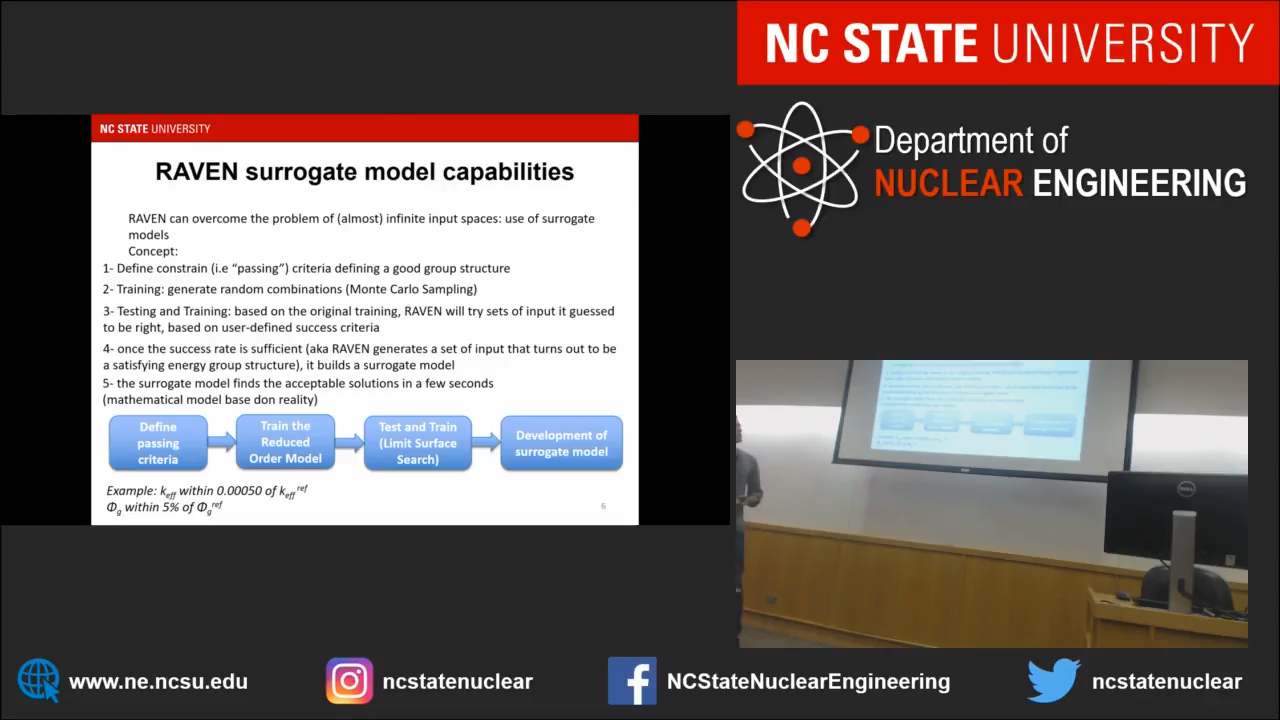 NC STATE UNIVERSITY
Department of
NUCLEAR ENGINEERING
NC STATE UNIVERSITY
RAVEN surrogate model capabilities
RAVEN can overcome the problem of (almost) infinite input spaces: use of surrogate
models
Concept:
1- Define constrain (i.e “passing”) criteria defining a good group structure
2- Training: generate random combinations (Monte Carlo Sampling)
3- Testing and Training: based on the original training, RAVEN will try sets of input it guessed
to be right, based on user-defined success criteria
4- once the success rate is sufficient (aka RAVEN generates a set of input that turns out to be
a satisfying energy group structure), it builds a surrogate model
5- the surrogate model finds the acceptable solutions in a few seconds
(mathematical model base don reality)
Define
passing
criteria
Train the
Reduced
Order Model
Test and Train
(Limit Surface
Search)
Development of
surrogate model
Example: keff within 0.00050 of keff ref
Φg within 5% of Φg ref
6
DELL
www.ne.ncsu.edu
ncstatenuclear
NCStateNuclearEngineering
ncstatenuclear